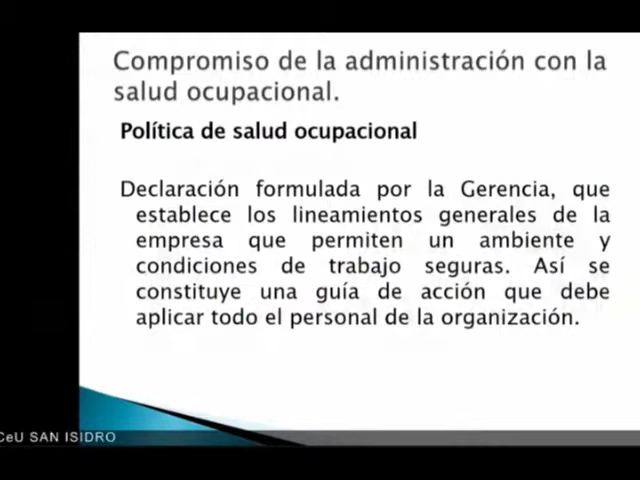 Compromiso de la administración con la
salud ocupacional.
Política de salud ocupacional
Declaración formulada por la Gerencia, que
establece los lineamientos generales de la
empresa que permiten un ambiente y
condiciones de trabajo seguras. Así se
constituye una guía de acción que debe
aplicar todo el personal de la organización.
CeU SAN ISIDRO